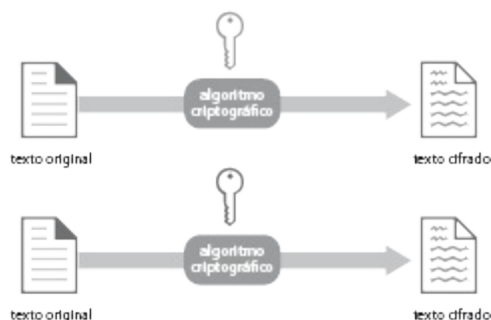 algoritmo
criptográfico
texto original
texto cifrado
algoritmo
criptográfico
texto original
texto cifrado